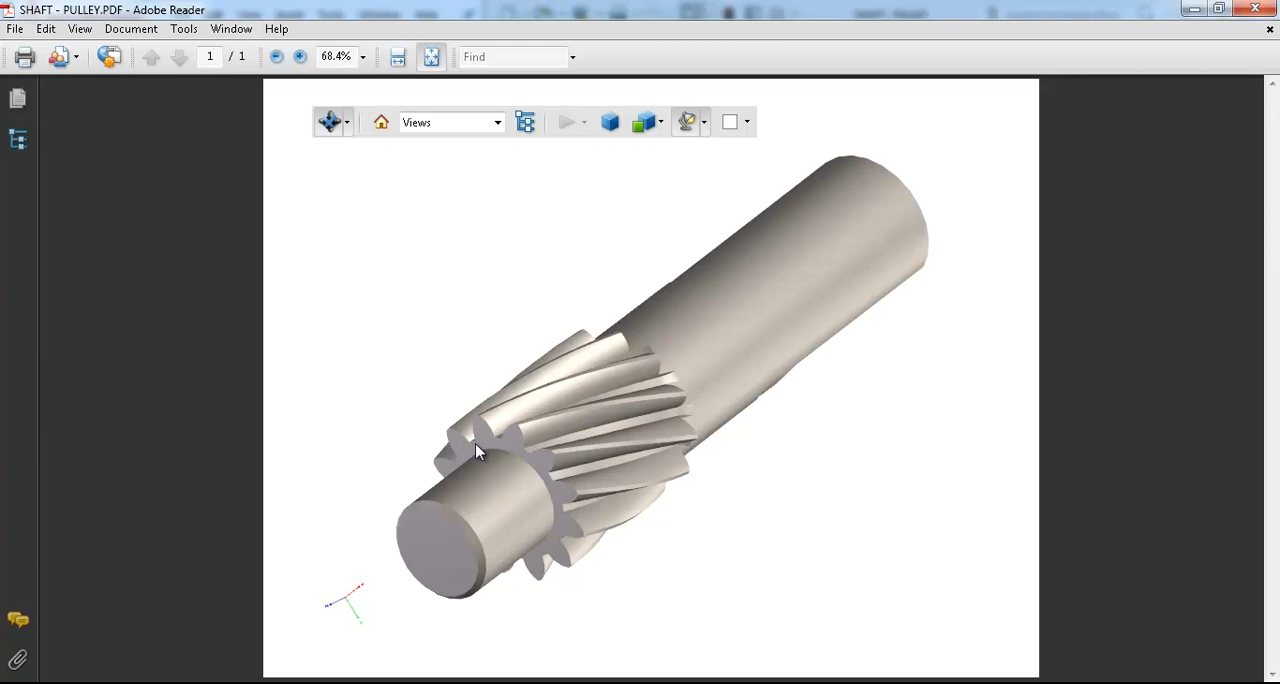 SHAFT - PULLEY.PDF - Adobe Reader
File Edit View Document Tools Window Help
1 / 1 68.4% Find
Views